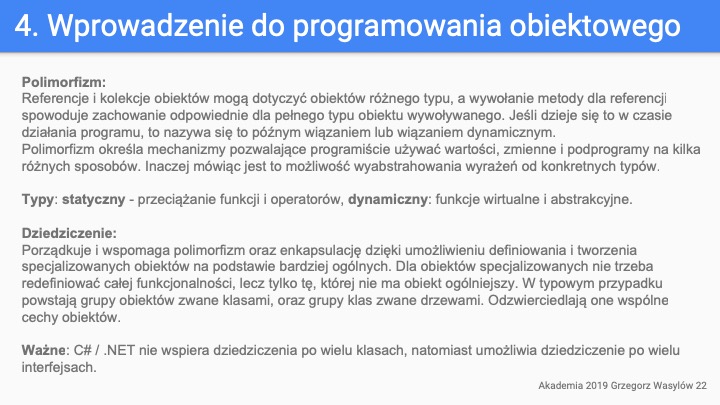 4. Wprowadzenie do programowania obiektowego
Polimorfizm:
Referencje i kolekcje obiektów mogą dotyczyć obiektów różnego typu, a wywołanie metody dla referencji
spowoduje zachowanie odpowiednie dla pełnego typu obiektu wywoływanego. Jeśli dzieje się to w czasie
działania programu, to nazywa się to późnym wiązaniem lub wiązaniem dynamicznym.
Polimorfizm określa mechanizmy pozwalające programiście używać wartości, zmienne i podprogramy na kilka
różnych sposobów. Inaczej mówiąc jest to możliwość wyabstrahowania wyrażeń od konkretnych typów.
Typy: statyczny - przeciążanie funkcji i operatorów, dynamiczny: funkcje wirtualne i abstrakcyjne.
Dziedziczenie:
Porządkuje i wspomaga polimorfizm oraz enkapsulację dzięki umożliwieniu definiowania i tworzenia
specjalizowanych obiektów na podstawie bardziej ogólnych. Dla obiektów specjalizowanych nie trzeba
redefiniować całej funkcjonalności, lecz tylko tę, której nie ma obiekt ogólniejszy. W typowym przypadku
powstają grupy obiektów zwane klasami, oraz grupy klas zwane drzewami. Odzwierciedlają one wspólne
cechy obiektów.
Ważne: C# / .NET nie wspiera dziedziczenia po wielu klasach, natomiast umożliwia dziedziczenie po wielu
interfejsach.
Akademia 2019 Grzegorz Wasylów 22